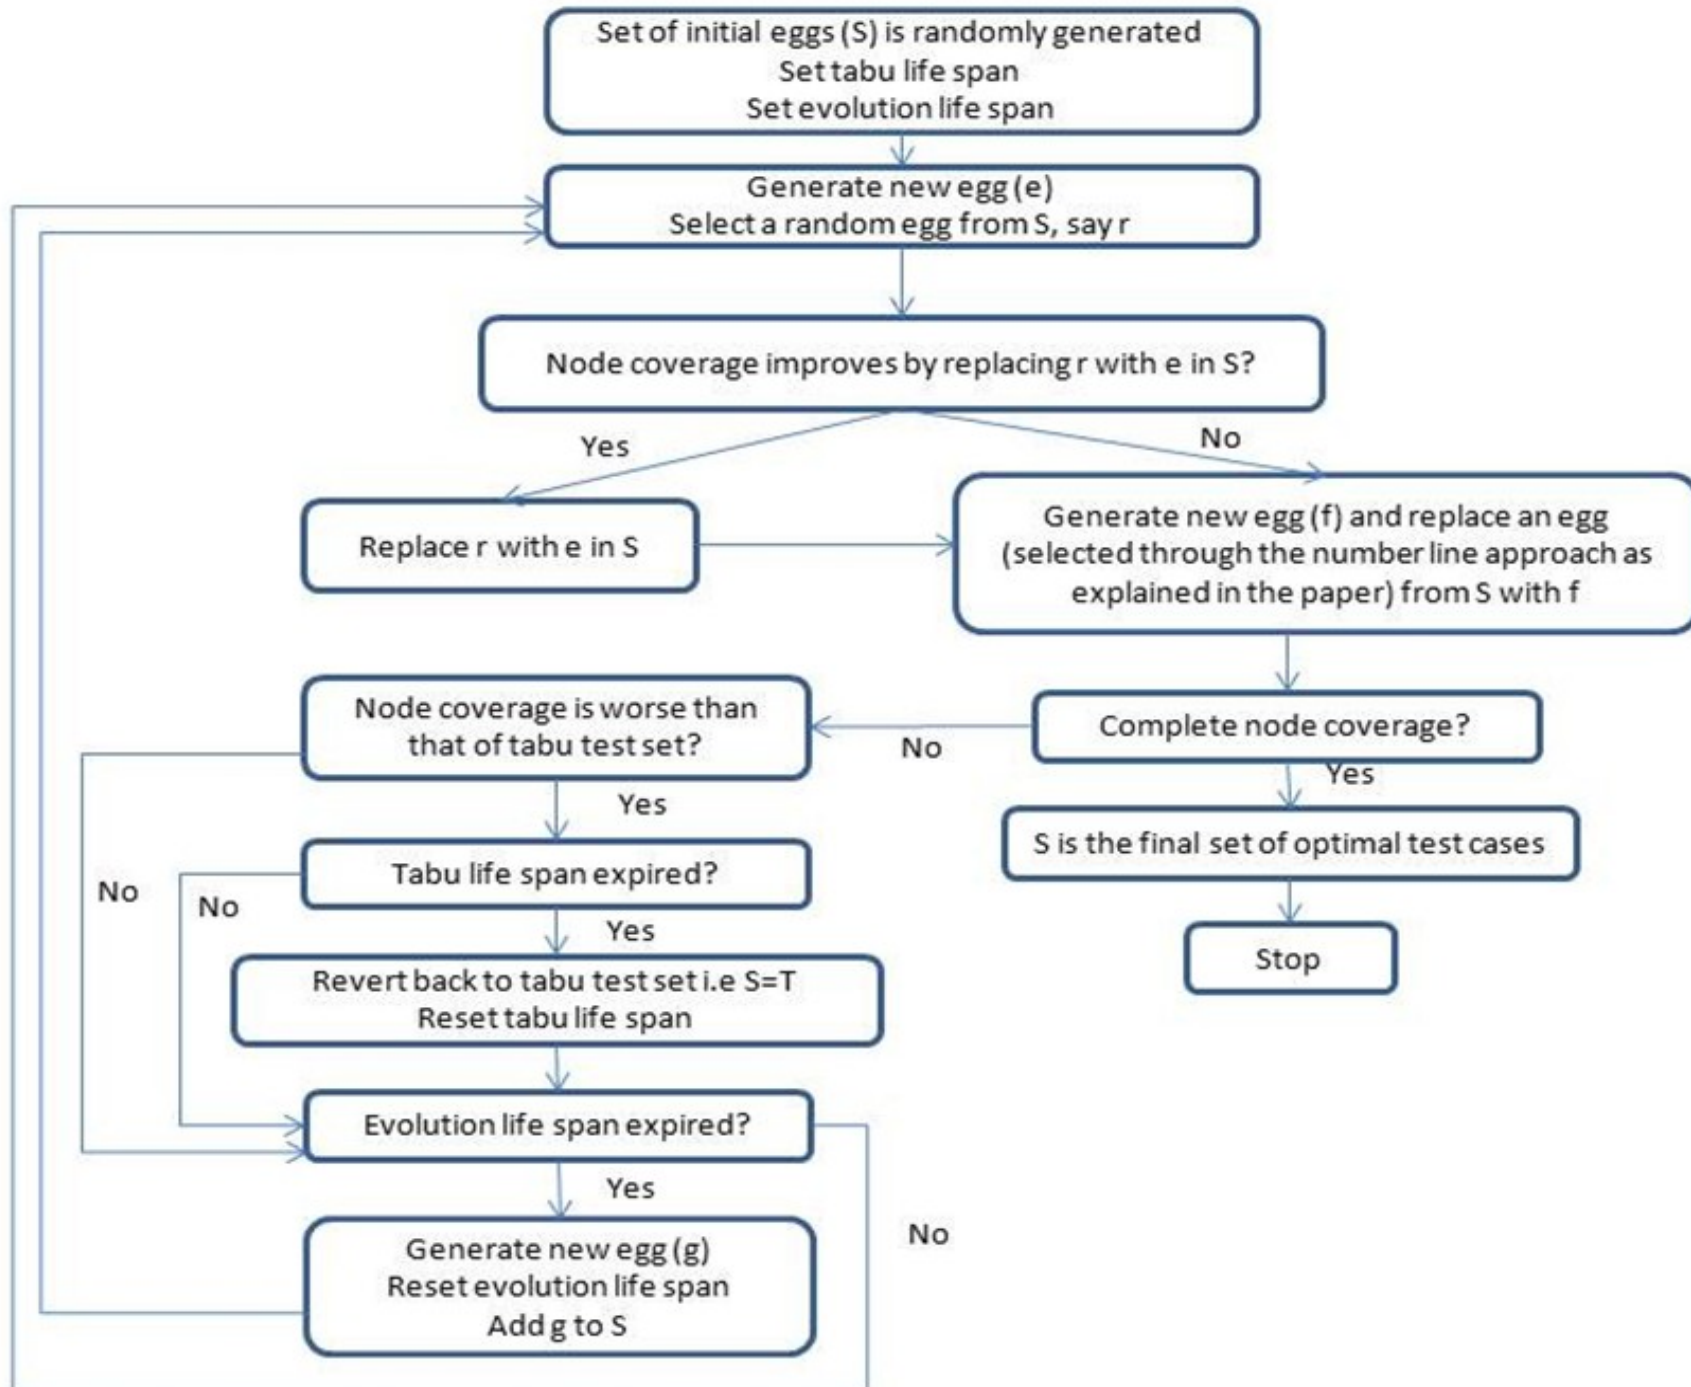 Set of initial eggs (S) is randomly generated
Set tabu life span
Set evolution life span
Generate new egg (e)
Select a random egg from S, say r
Node coverage improves by replacing r with e in S?
Yes
No
Replace r with e in S
Generate new egg (f) and replace an egg
(selected through the number line approach as
explained in the paper) from S with f
Node coverage is worse than
that of tabu test set?
No
Complete node coverage?
Yes
Yes
S is the final set of optimal test cases
Tabu life span expired?
No
No
Yes
Stop
Revert back to tabu test set i.e S=T
Reset tabu life span
Evolution life span expired?
Yes
No
Generate new egg (g)
Reset evolution life span
Add g to S